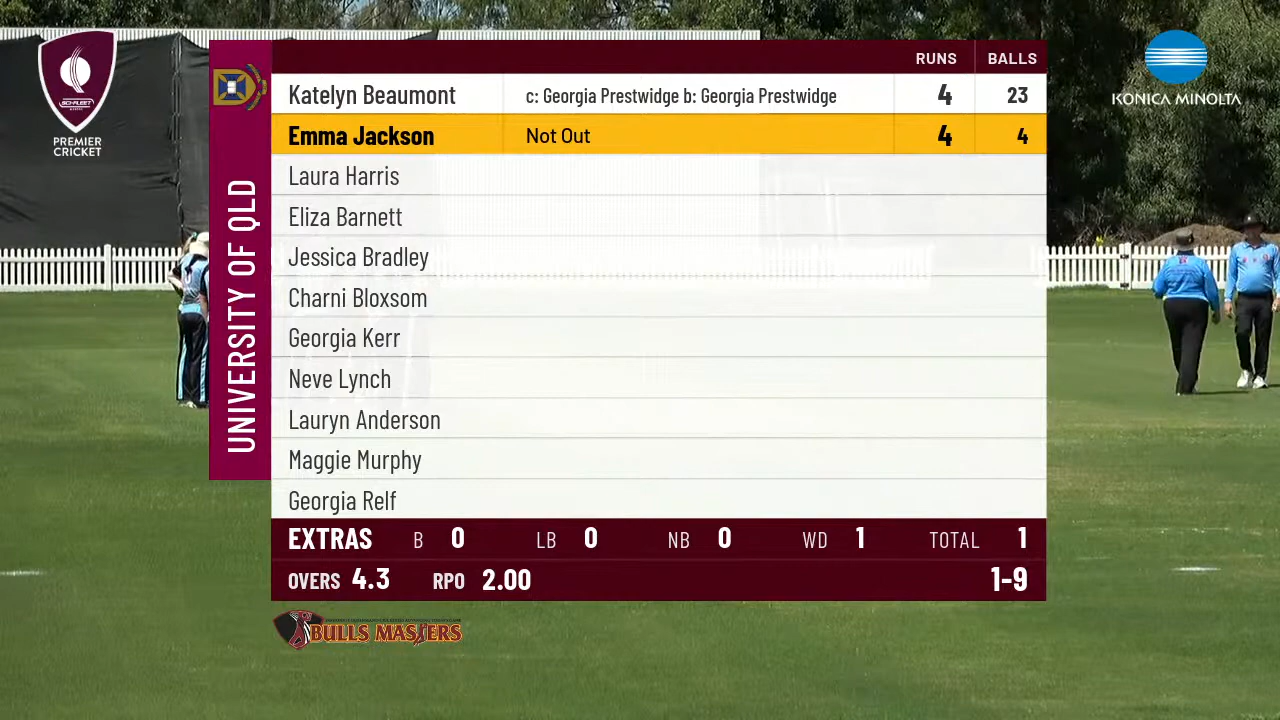 RUNS BALLS
Katelyn Beaumont c: Georgia Prestwidge b: Georgia Prestwidge 4 23
Emma Jackson Not Out 4 4
Laura Harris
Eliza Barnett
Jessica Bradley
Charni Bloxsom
Georgia Kerr
Neve Lynch
Lauryn Anderson
Maggie Murphy
Georgia Relf
EXTRAS B 0 LB 0 NB 0 WD 1 TOTAL 1
OVERS 4.3 RPO 2.00 1-9
UNIVERSITY OF QLD
PREMIER
CRICKET
KONICA MINOLTA
BULLS MASTERS